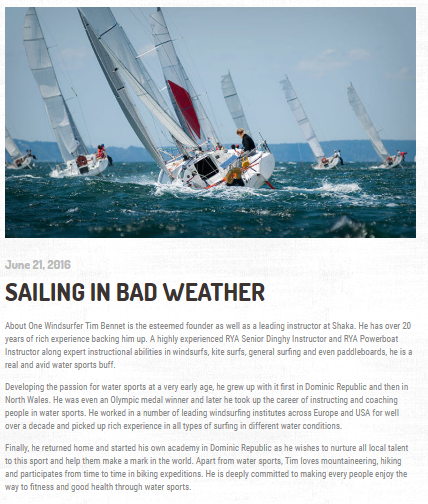 June 21, 2016
SAILING IN BAD WEATHER
About One Windsurfer Tim Bennet is the esteemed founder as well as a leading instructor at Shaka. He has over 20
years of rich experience backing him up. A highly experienced RYA Senior Dinghy Instructor and RYA Powerboat
Instructor along expert instructional abilities in windsurfs, kite surfs, general surfing and even paddleboards, he is a
real and avid water sports buff.
Developing the passion for water sports at a very early age, he grew up with it first in Dominic Republic and then in
North Wales. He was even an Olympic medal winner and later he took up the career of instructing and coaching
people in water sports. He worked in a number of leading windsurfing institutes across Europe and USA for well
over a decade and picked up rich experience in all types of surfing in different water conditions.
Finally, he returned home and started his own academy in Dominic Republic as he wishes to nurture all local talent
to this sport and help them make a mark in the world. Apart from water sports, Tim loves mountaineering, hiking
and participates from time to time in biking expeditions. He is deeply committed to making every people enjoy the
way to fitness and good health through water sports.